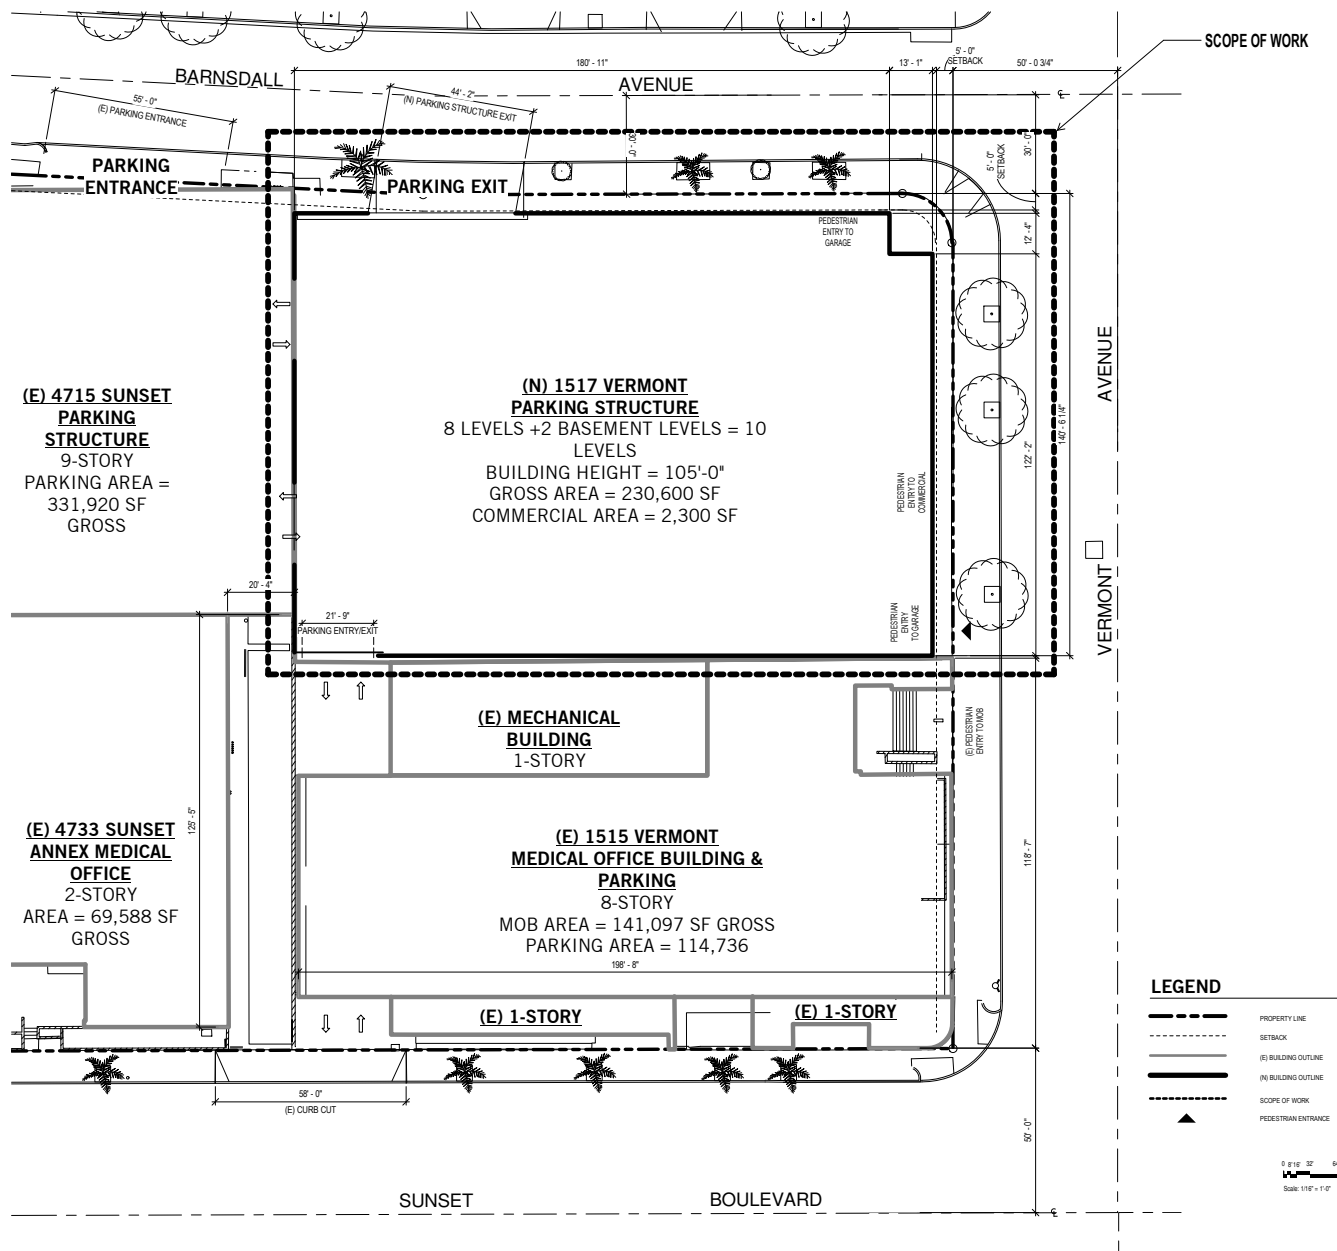 SCOPE OF WORK
5' - 0"
SETBACK
180' - 11"
13' - 1"
50' - 0 3/4"
BARNSDALL
AVENUE
55' - 0"
(E) PARKING ENTRANCE
44' - 2"
(N) PARKING STRUCTURE EXIT
30' - 0"
30' - 0"
5' - 0"
SETBACK
PARKING
ENTRANCE
PARKING EXIT
PEDESTRIAN
ENTRY TO
GARAGE
12' - 4"
(E) 4715 SUNSET
PARKING
STRUCTURE
9-STORY
PARKING AREA =
331,920 SF
GROSS
(N) 1517 VERMONT
PARKING STRUCTURE
8 LEVELS +2 BASEMENT LEVELS = 10
LEVELS
BUILDING HEIGHT = 105'-0"
GROSS AREA = 230,600 SF
COMMERCIAL AREA = 2,300 SF
PEDESTRIAN
ENTRY TO
COMMERCIAL
122' - 2"
140' - 6 1/4"
AVENUE
VERMONT
20' - 4"
21' - 9"
PARKING ENTRY/EXIT
PEDESTRIAN
ENTRY
TO GARAGE
(E) MECHANICAL
BUILDING
1-STORY
(E) PEDESTRIAN
ENTRY TO MOB
125' - 5"
(E) 4733 SUNSET
ANNEX MEDICAL
OFFICE
2-STORY
AREA = 69,588 SF
GROSS
(E) 1515 VERMONT
MEDICAL OFFICE BUILDING &
PARKING
8-STORY
MOB AREA = 141,097 SF GROSS
PARKING AREA = 114,736
118' - 7"
198' - 8"
(E) 1-STORY
(E) 1-STORY
58' - 0"
(E) CURB CUT
50' - 0"
SUNSET
BOULEVARD
LEGEND
PROPERTY LINE
SETBACK
(E) BUILDING OUTLINE
(N) BUILDING OUTLINE
SCOPE OF WORK
PEDESTRIAN ENTRANCE
0 8' 16' 32'
Scale: 1/16" = 1'-0"